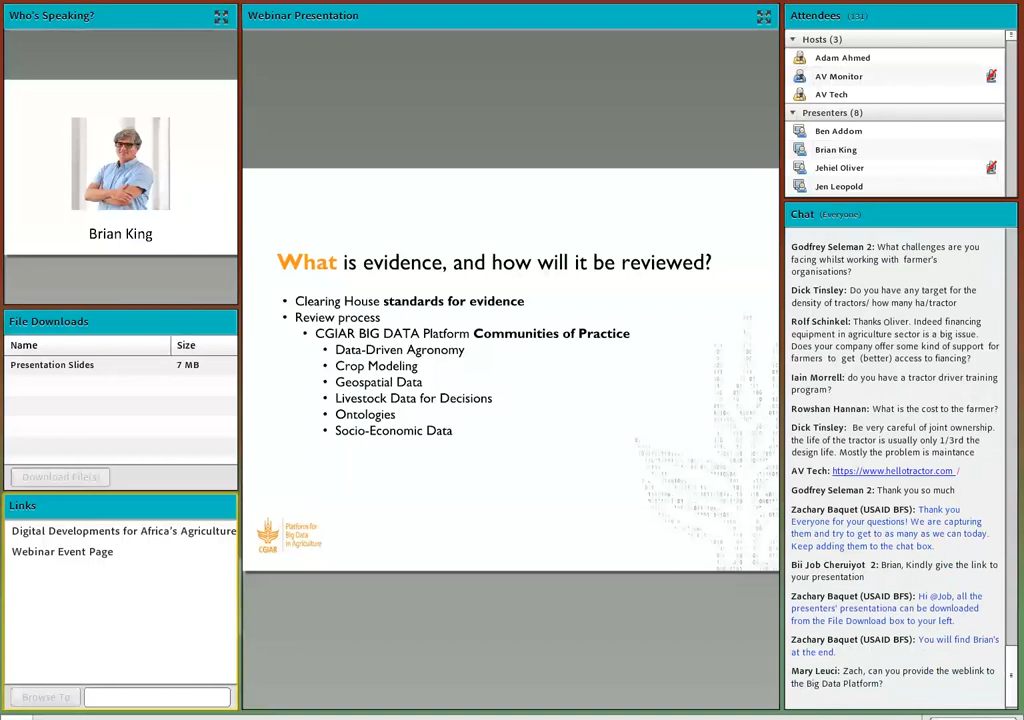 Who's Speaking?
Brian King
File Downloads
Name Size
Presentation Slides 7 MB
Download File(s)
Links
Digital Developments for Africa's Agriculture
Webinar Event Page
Browse To
Webinar Presentation
What is evidence, and how will it be reviewed?
• Clearing House standards for evidence
• Review process
• CGIAR BIG DATA Platform Communities of Practice
• Data-Driven Agronomy
• Crop Modeling
• Geospatial Data
• Livestock Data for Decisions
• Ontologies
• Socio-Economic Data
CGIAR
Platform for
Big Data
in Agriculture
Attendees (131)
Hosts (3)
Adam Ahmed
AV Monitor
AV Tech
Presenters (8)
Ben Addom
Brian King
Jehiel Oliver
Jen Leopold
Chat (Everyone)
Godfrey Seleman 2: What challenges are you
facing whilst working with farmer's
organisations?
Dick Tinsley: Do you have any target for the
density of tractors/ how many ha/tractor
Rolf Schinkel: Thanks Oliver. Indeed financing
equipment in agriculture sector is a big issue.
Does your company offer some kind of support for
farmers to get (better) access to fiancing?
Iain Morrell: do you have a tractor driver training
program?
Rowshan Hannan: What is the cost to the farmer?
Dick Tinsley: Be very careful of joint ownership.
the life of the tractor is usually only 1/3rd the
design life. Mostly the problem is maintance
AV Tech: https://www.hellotractor.com /
Godfrey Seleman 2: Thank you so much
Zachary Baquet (USAID BFS): Thank you
Everyone for your questions! We are capturing
them and try to get to as many as we can today.
Keep adding them to the chat box.
Bii Job Cheruiyot 2: Brian, Kindly give the link to
your presentation
Zachary Baquet (USAID BFS): Hi @Job, all the
presenters' presentationa can be downloaded
from the File Download box to your left.
Zachary Baquet (USAID BFS): You will find Brian's
at the end.
Mary Leuci: Zach, can you provide the weblink to
the Big Data Platform?